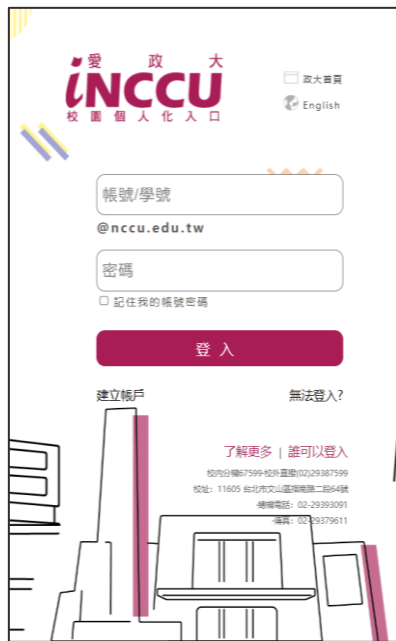 愛政大
iNCCU
校園個人化入口
政大首頁
English
帳號/學號
@nccu.edu.tw
密碼
記住我的帳號密碼
登入
建立帳戶
無法登入?
了解更多 | 誰可以登入
校內分機67599·校外直撥(02)29387599
校址：11605 台北市文山區指南路二段64號
·總機電話：02-29393091
·傳真：02-29379611